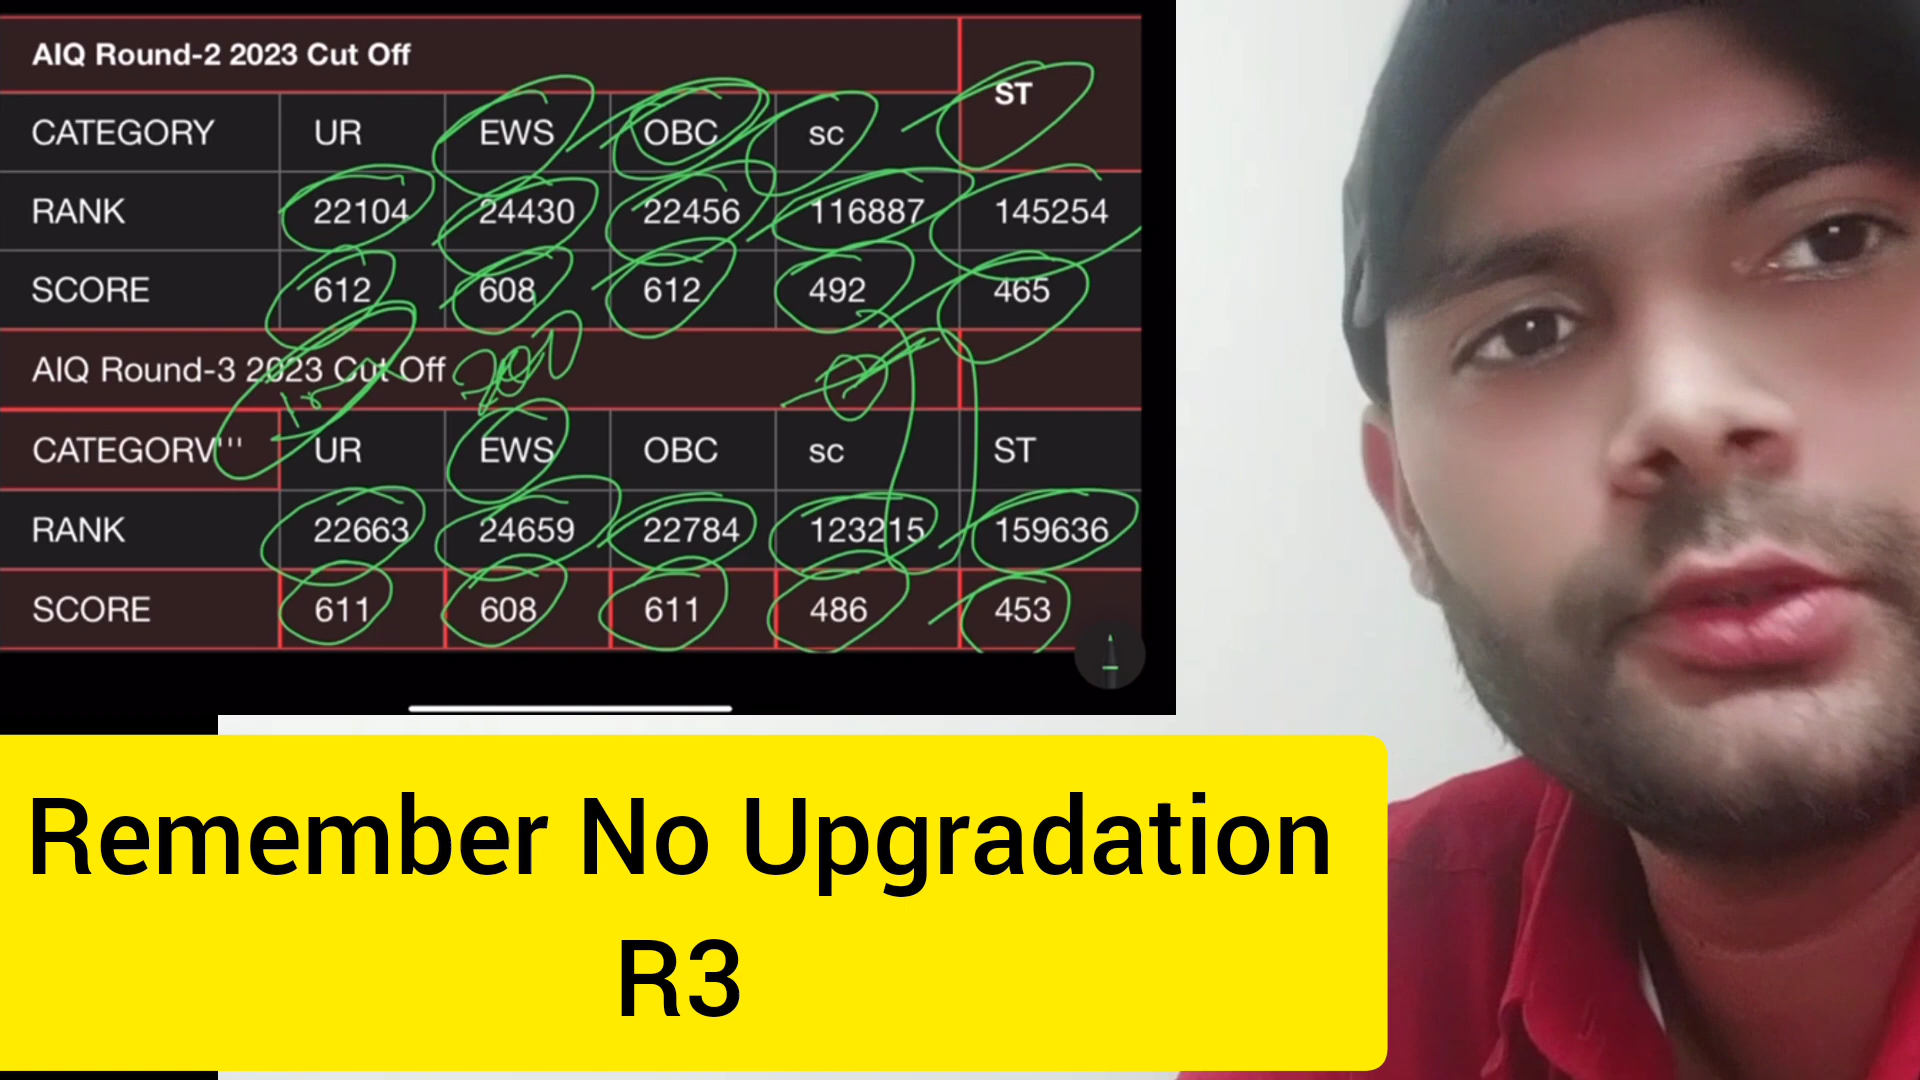 AIQ Round-2 2023 Cut Off
ST
CATEGORY UR EWS OBC sc
RANK 22104 24430 22456 116887 145254
SCORE 612 608 612 492 465
AIQ Round-3 2023 Cut Off
CATEGORV''' UR EWS OBC sc ST
RANK 22663 24659 22784 123215 159636
SCORE 611 608 611 486 453
Remember No Upgradation
R3